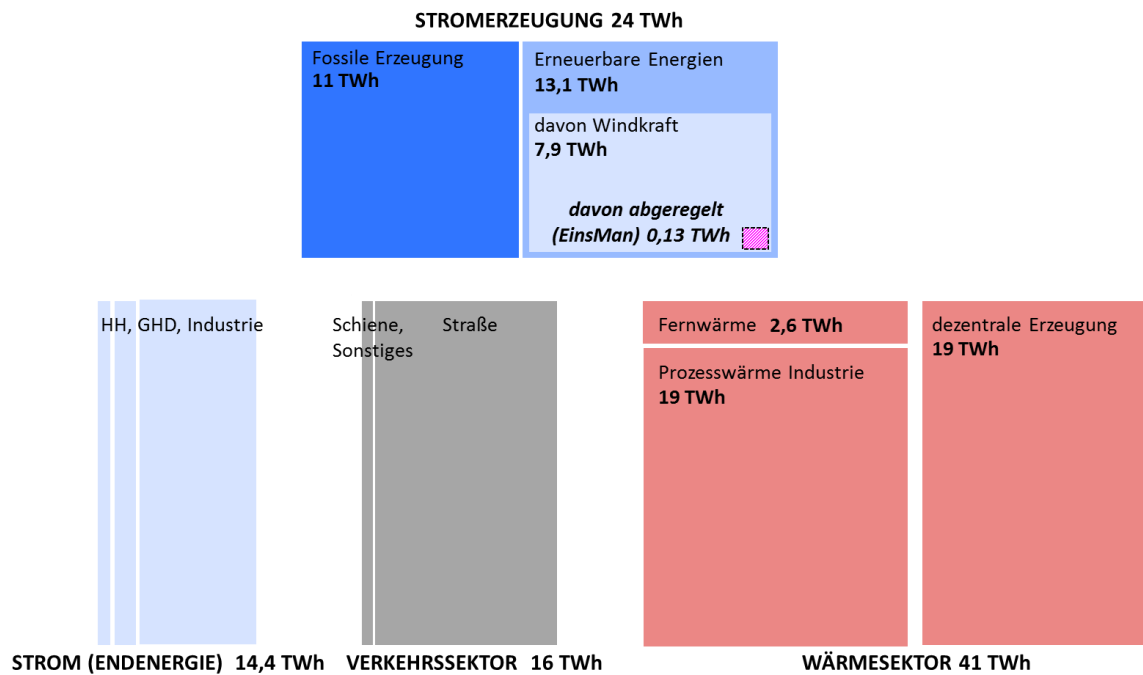 STROMERZEUGUNG 24 TWh
Fossile Erzeugung
11 TWh
Erneuerbare Energien
13,1 TWh
davon Windkraft
7,9 TWh
davon abgeregelt
(EinsMan) 0,13 TWh
HH, GHD, Industrie
Schiene,
Sonstiges
Straße
Fernwärme 2,6 TWh
Prozesswärme Industrie
19 TWh
dezentrale Erzeugung
19 TWh
STROM (ENDENERGIE) 14,4 TWh
VERKEHRSSEKTOR 16 TWh
WÄRMESEKTOR 41 TWh